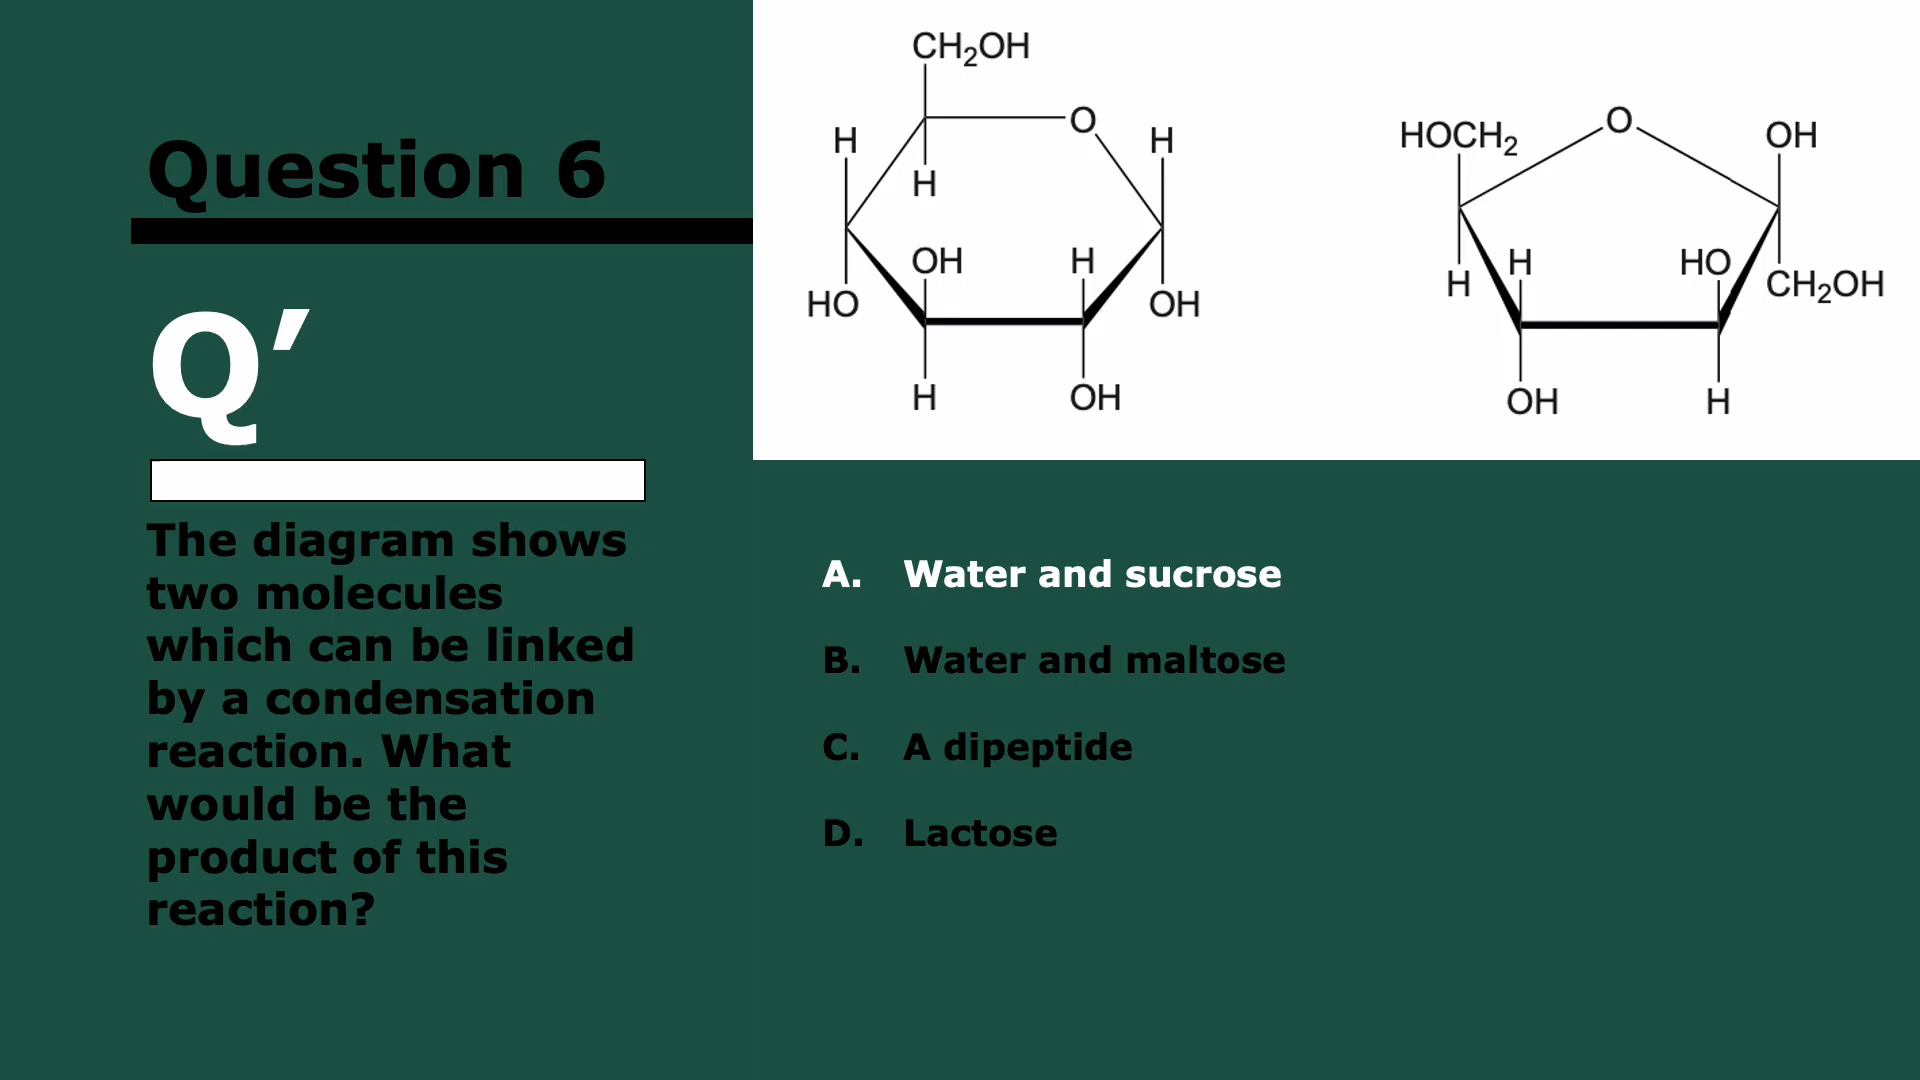 Question 6
Q’
The diagram shows
two molecules
which can be linked
by a condensation
reaction. What
would be the
product of this
reaction?
CH2OH
H
O
H
H
OH
H
HO
OH
H
OH
HOCH2
O
OH
H
H
HO
CH2OH
OH
H
A. Water and sucrose
B. Water and maltose
C. A dipeptide
D. Lactose